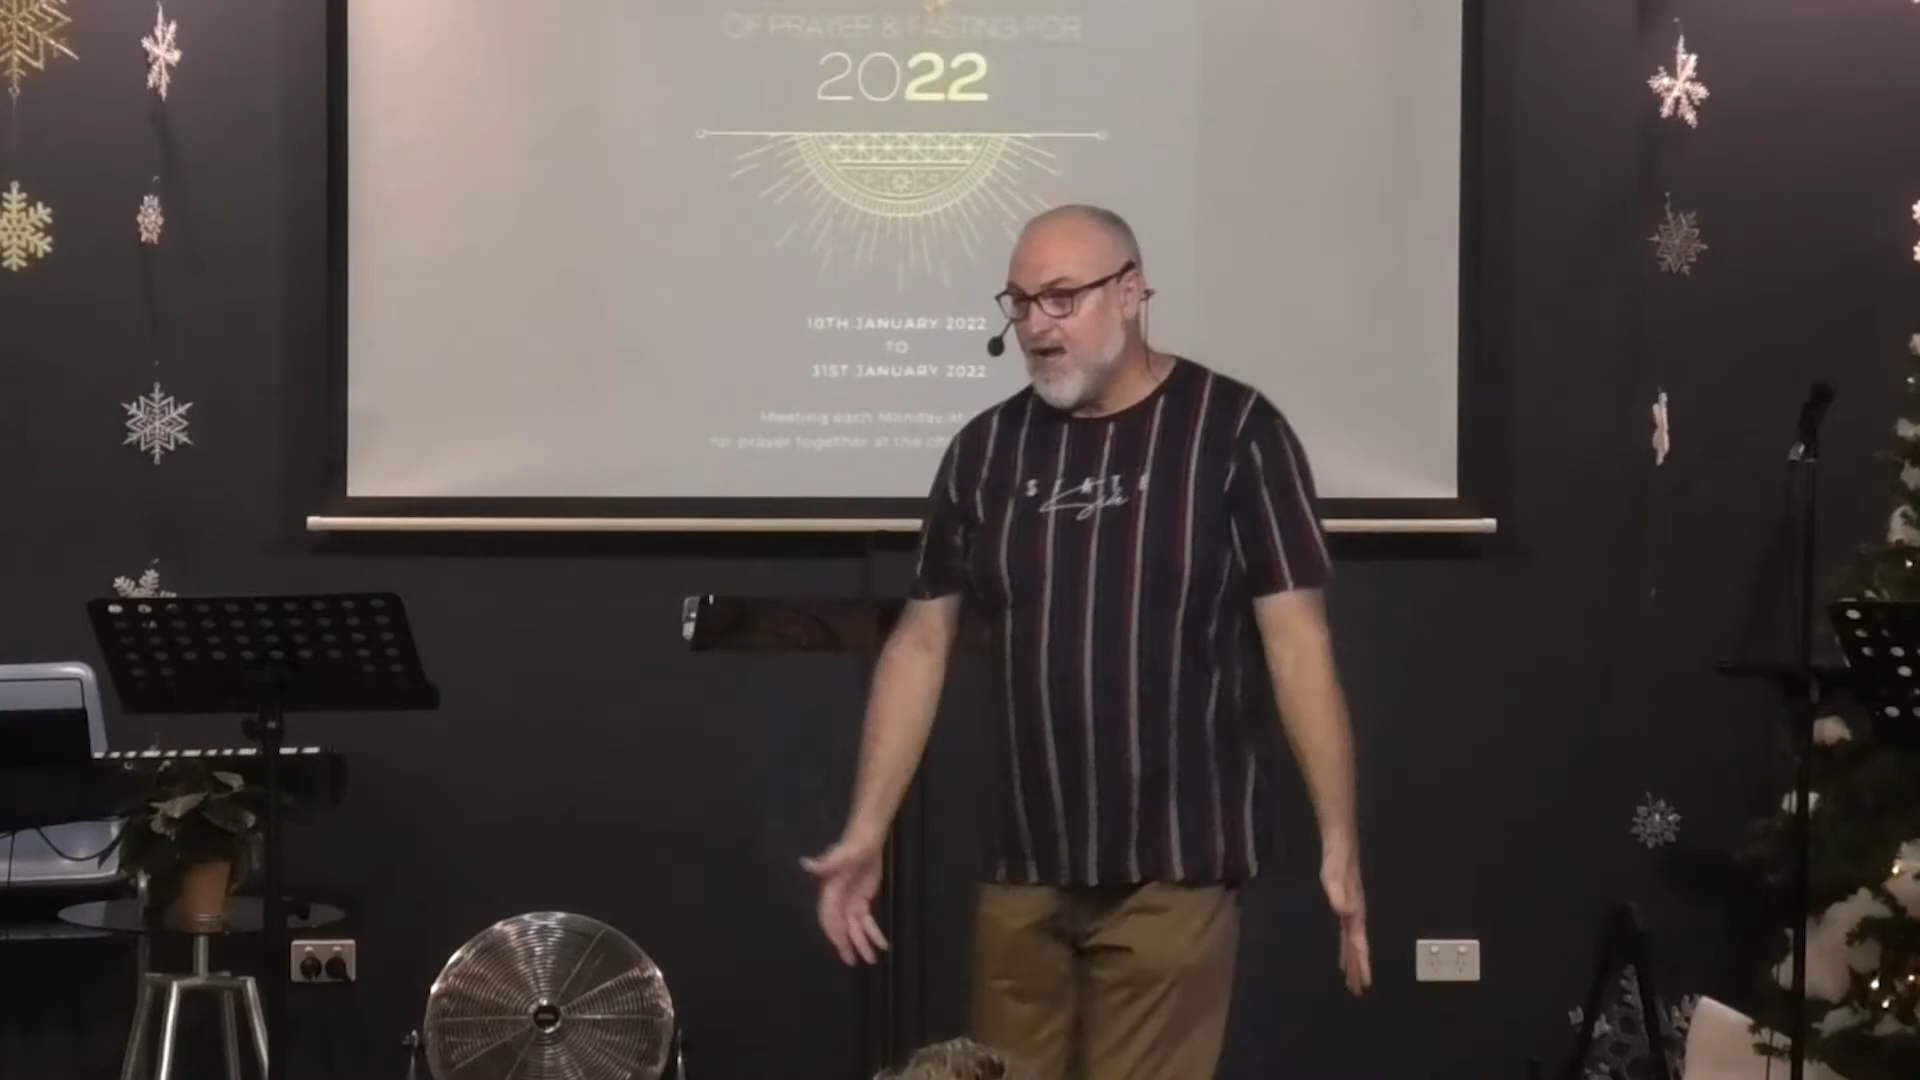 OF PRAYER & FASTING FOR
2022
10TH JANUARY 2022
TO
31ST JANUARY 2022
Meeting each Monday at
for prayer together at the
STATE